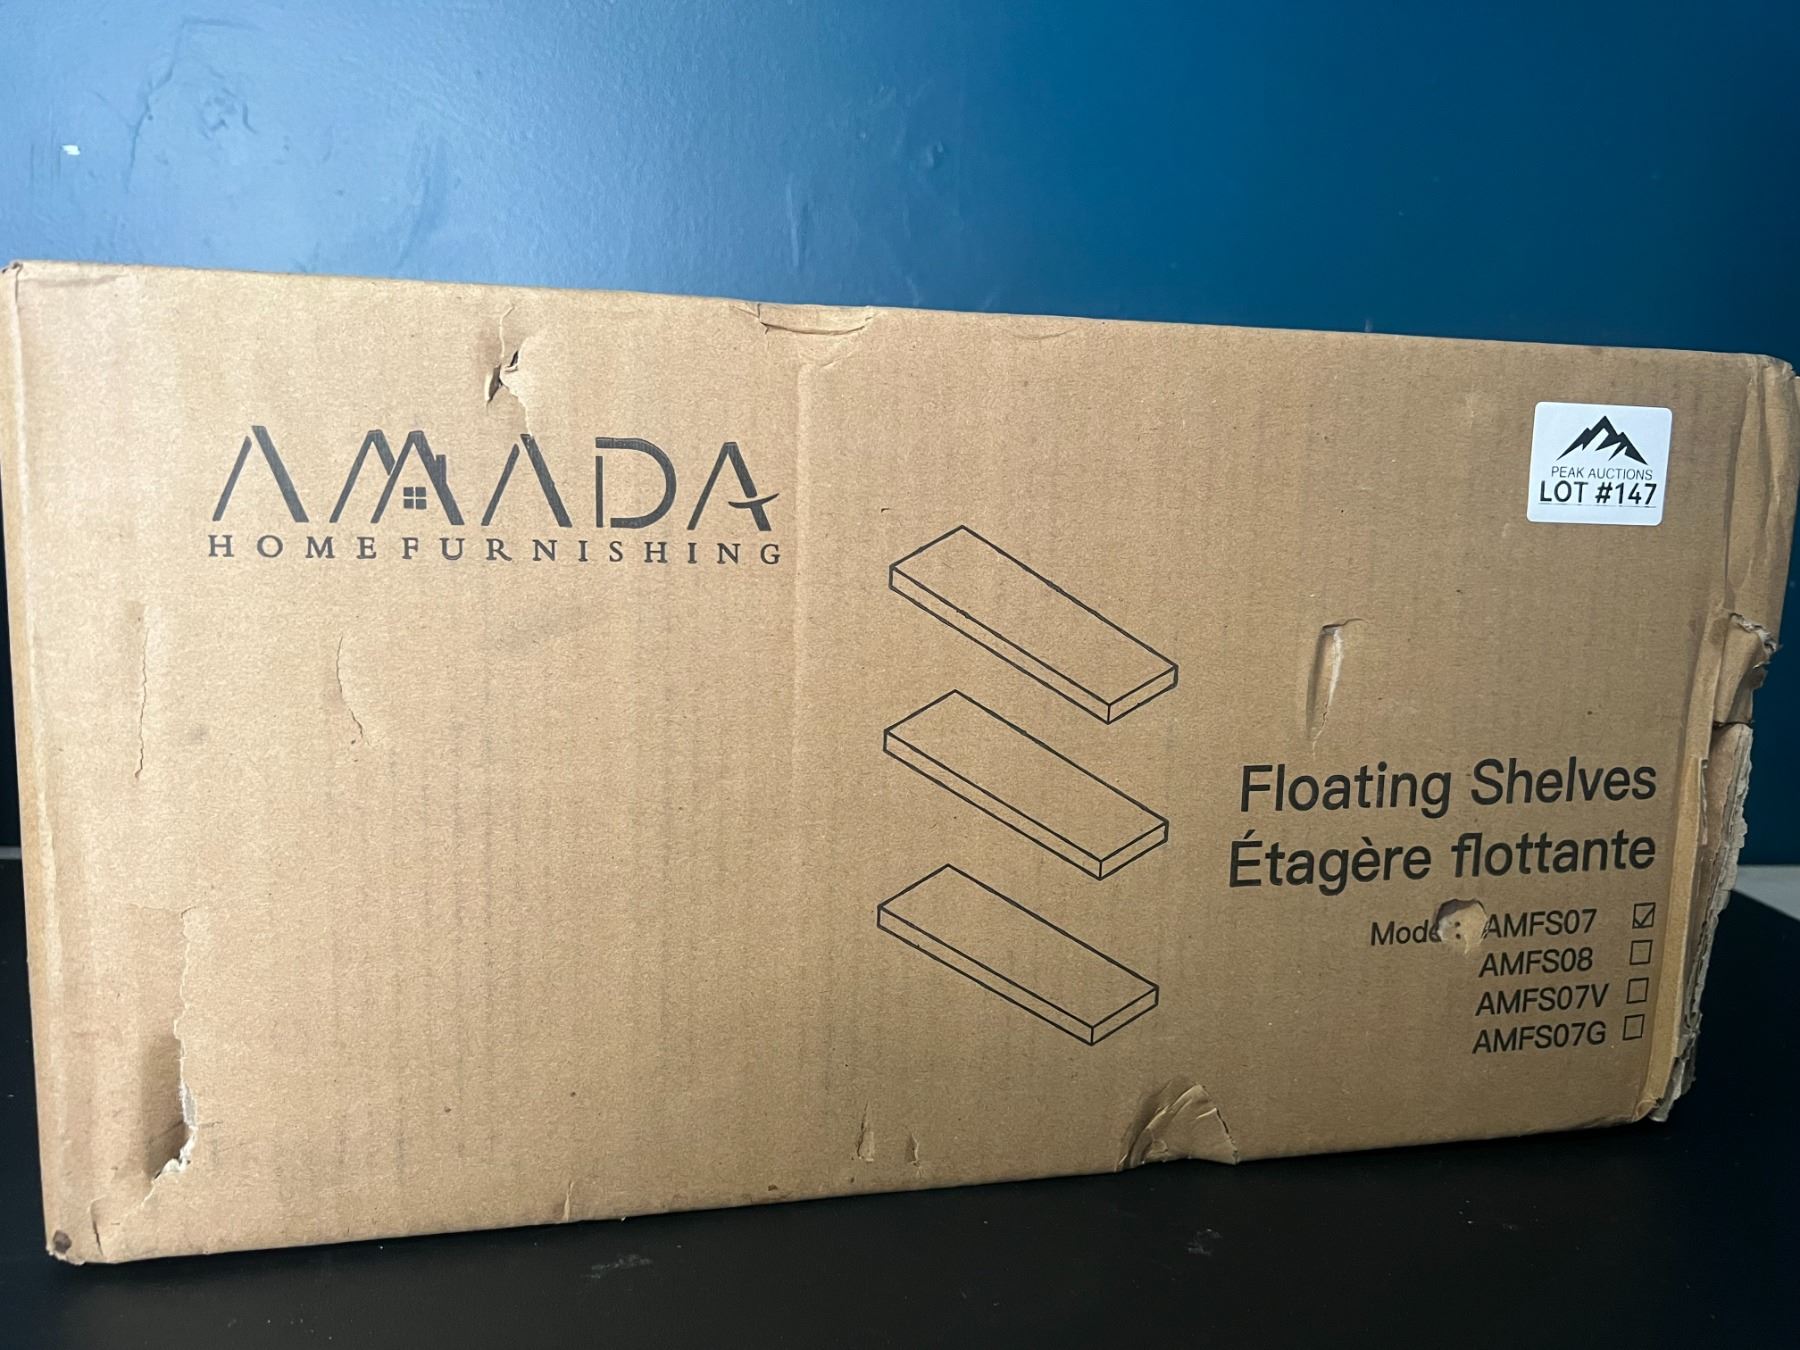 AMADA
HOMEFURNISHING
PEAK AUCTIONS
LOT #147
Floating Shelves
Étagère flottante
: AMFS07
AMFS08
AMFS07V
AMFS07G